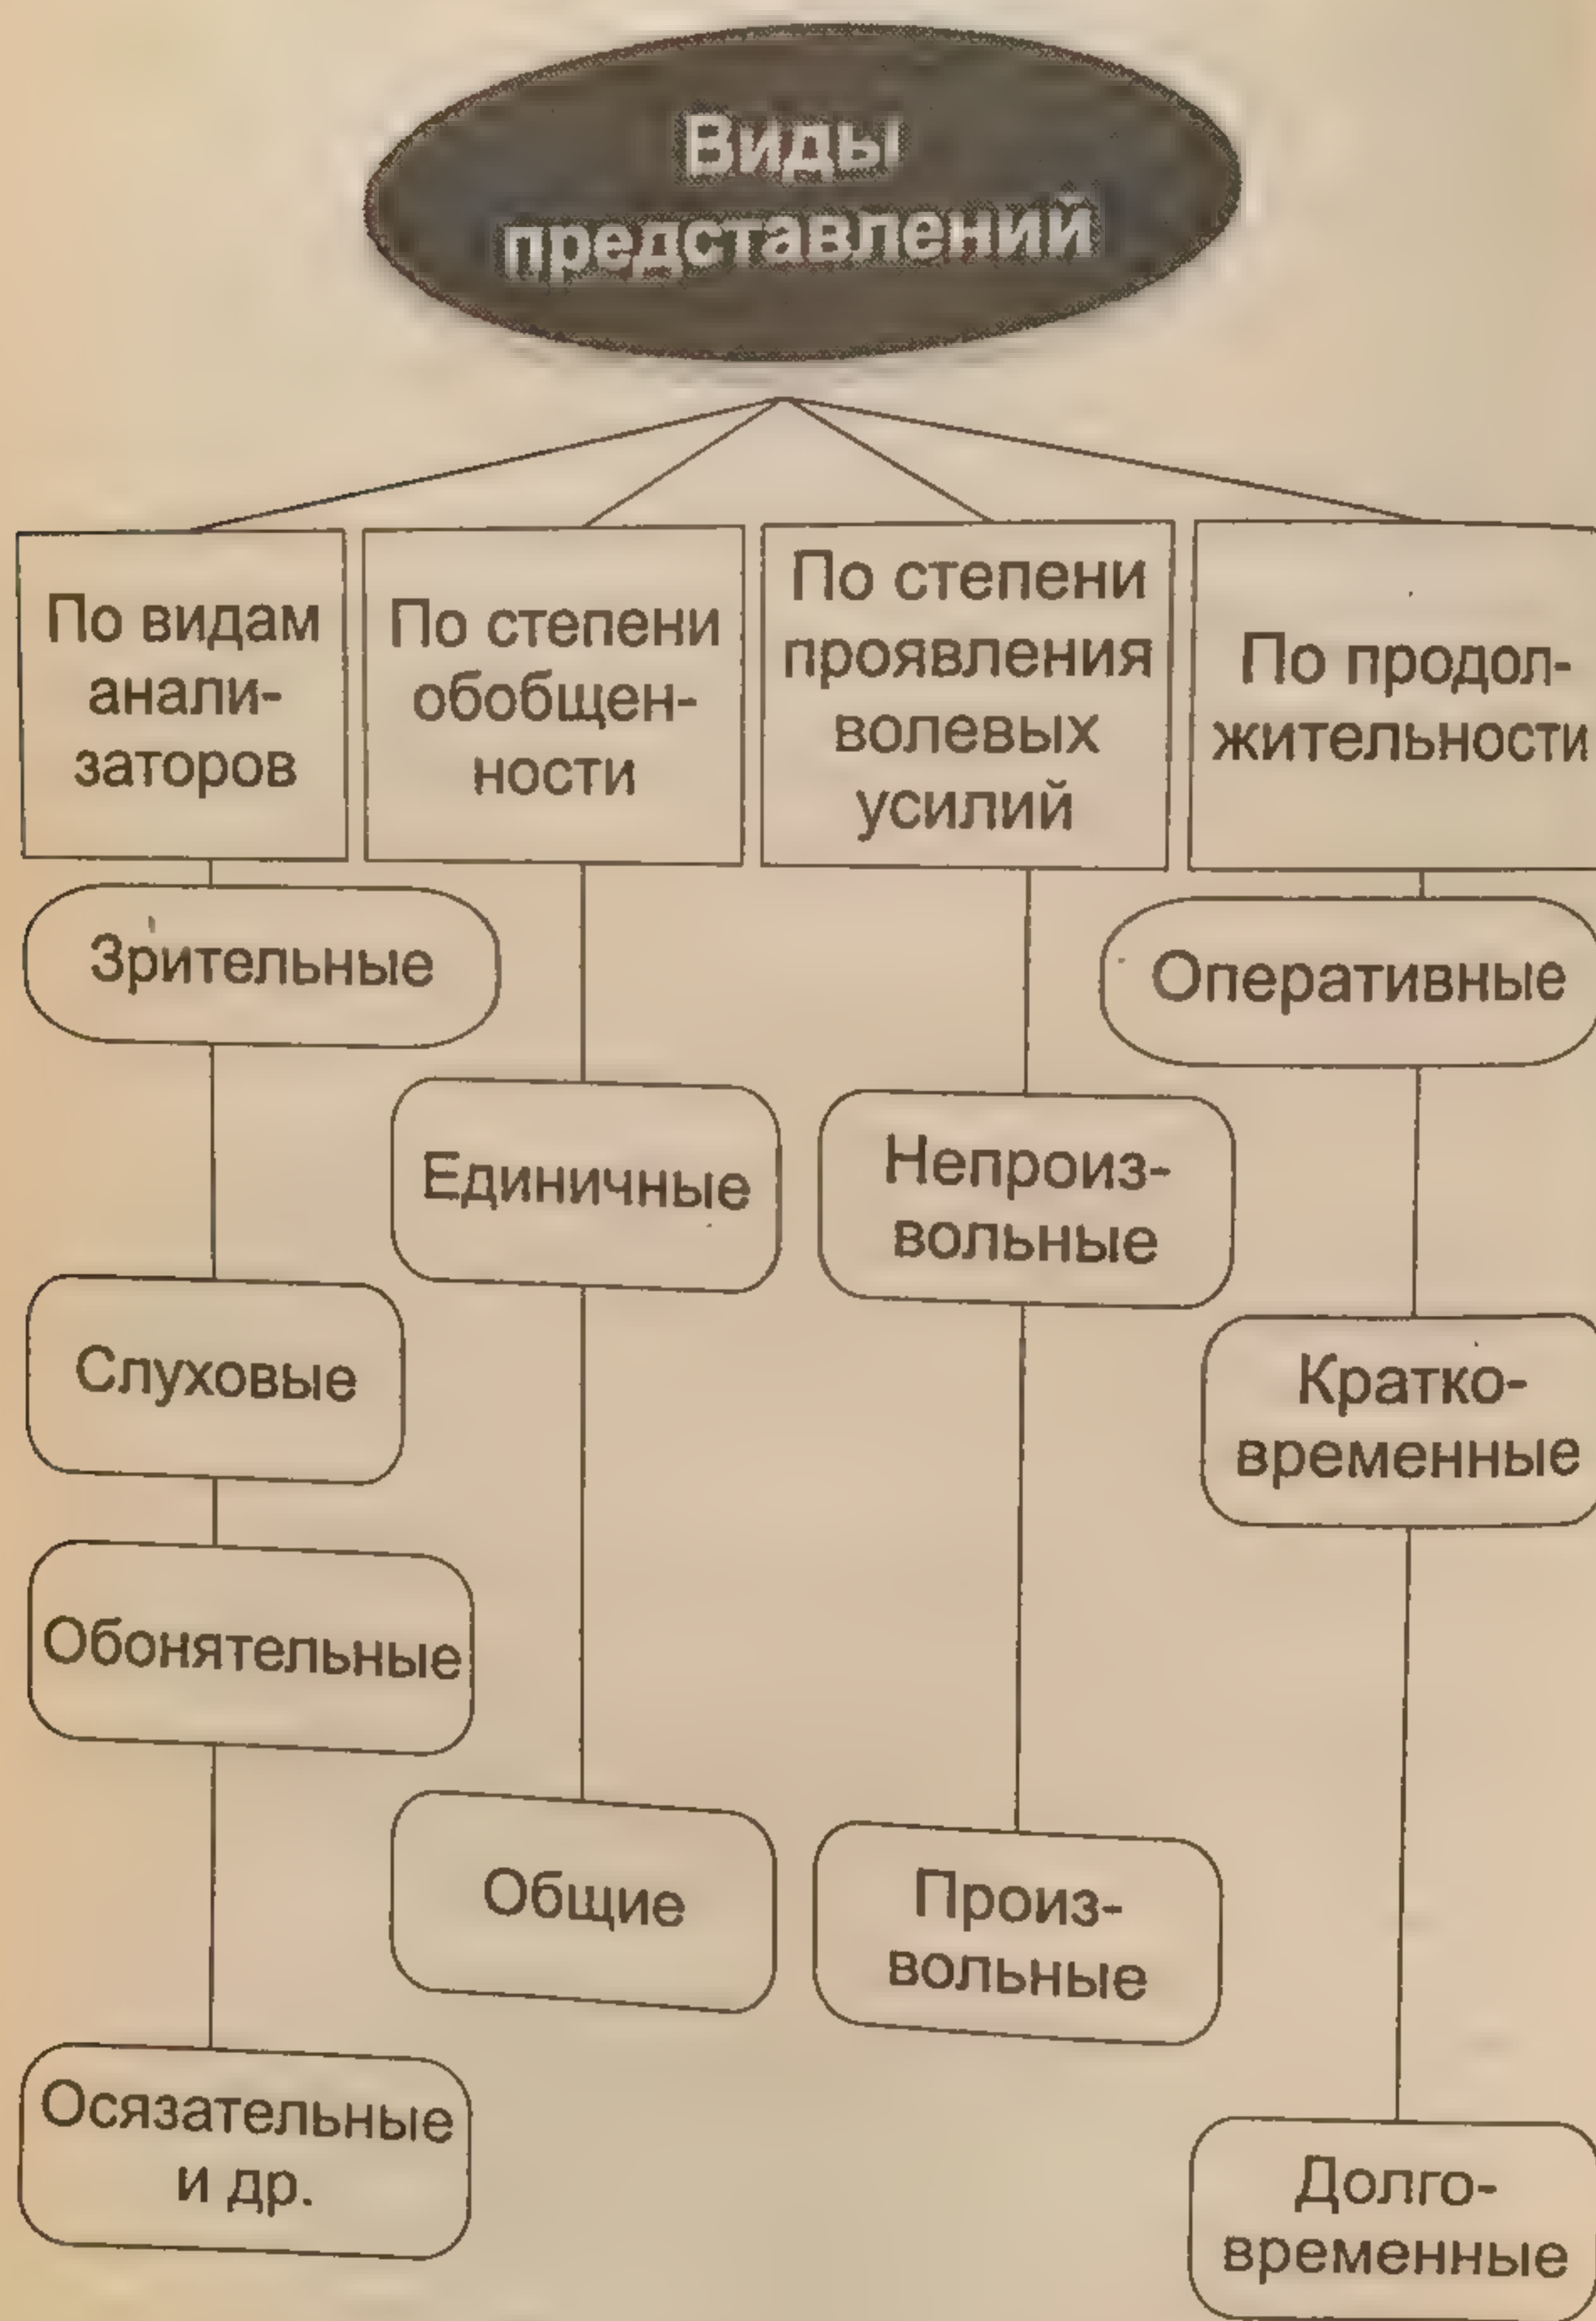 Виды
представлений
По видам
анали-
заторов
По степени
обобщен-
ности
По степени
проявления
волевых
усилий
По продол-
жительности
Зрительные
Слуховые
Обонятельные
Осязательные
и др.
Единичные
Общие
Непроиз-
вольные
Произ-
вольные
Оперативные
Кратко-
временные
Долго-
временные